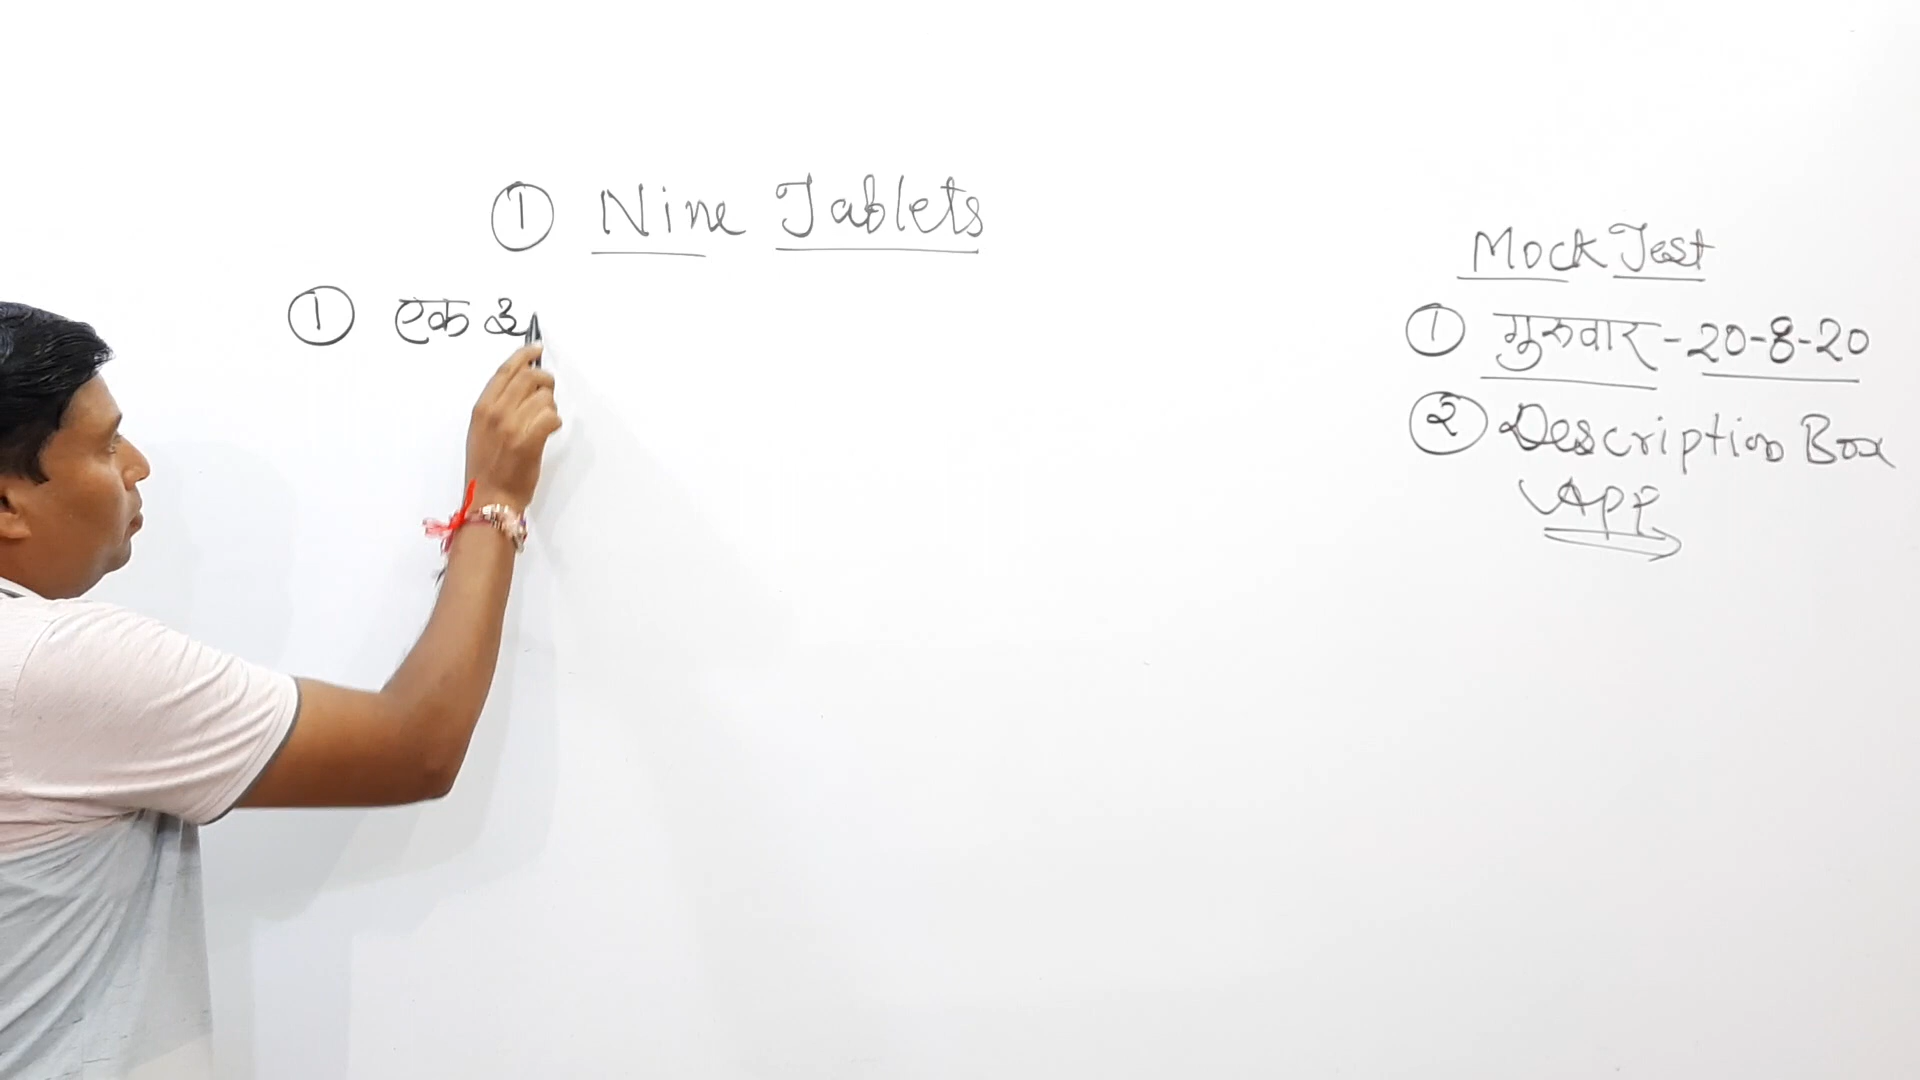 ① Nine Tablets
① एक
Mock Test
① गुरुवार - 20-8-20
② Description Box
App